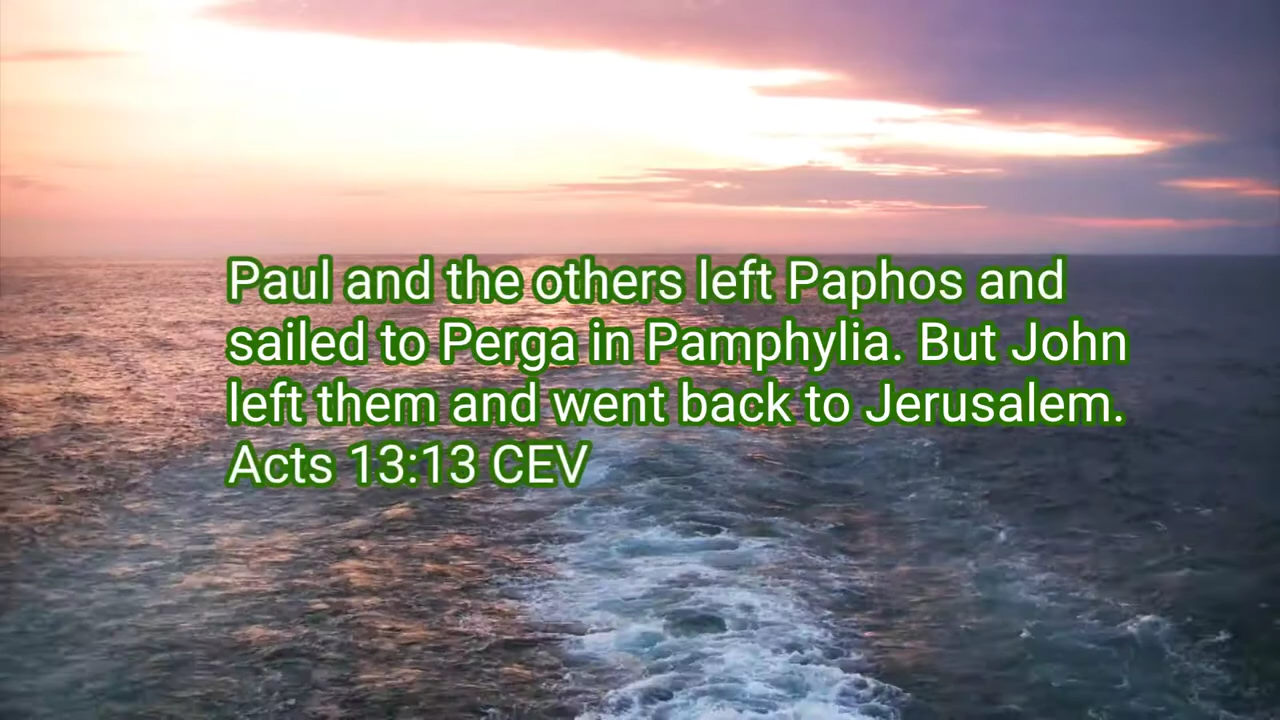 Paul and the others left Paphos and
sailed to Perga in Pamphylia. But John
left them and went back to Jerusalem.
Acts 13:13 CEV